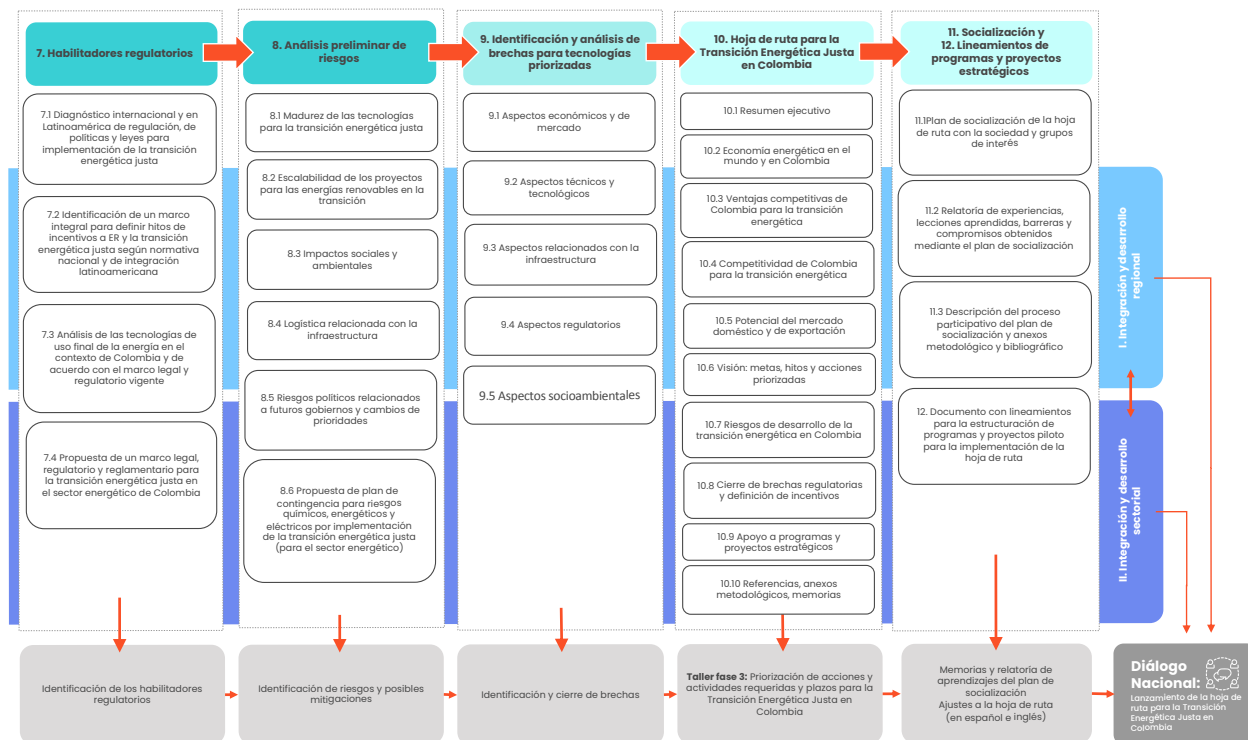 7. Habilitadores regulatorios
8. Análisis preliminar de
riesgos
9. Identificación y análisis de
brechas para tecnologías
priorizadas
10. Hoja de ruta para la
Transición Energética Justa
en Colombia
11. Socialización y
12. Lineamientos de
programas y proyectos
estratégicos
7.1 Diagnóstico internacional y en
Latinoamérica de regulación, de
políticas y leyes para
implementación de la transición
energética justa
7.2 Identificación de un marco
integral para definir hitos de
incentivos a ER y la transición
energética justa según normativa
nacional y de integración
latinoamericana
7.3 Análisis de las tecnologías de
uso final de la energía en el
contexto de Colombia y de
acuerdo con el marco legal y
regulatorio vigente
7.4 Propuesta de un marco legal,
regulatorio y reglamentario para
la transición energética justa en
el sector energético de Colombia
8.1 Madurez de las tecnologías
para la transición energética justa
8.2 Escalabilidad de los proyectos
para las energías renovables en la
transición
8.3 Impactos sociales y
ambientales
8.4 Logística relacionada con la
infraestructura
8.5 Riesgos políticos relacionados
a futuros gobiernos y cambios de
prioridades
8.6 Propuesta de plan de
contingencia para riesgos
químicos, energéticos y
eléctricos por implementación
de la transición energética justa
(para el sector energético)
9.1 Aspectos económicos y de
mercado
9.2 Aspectos técnicos y
tecnológicos
9.3 Aspectos relacionados con la
infraestructura
9.4 Aspectos regulatorios
9.5 Aspectos socioambientales
10.1 Resumen ejecutivo
10.2 Economía energética en el
mundo y en Colombia
10.3 Ventajas competitivas de
Colombia para la transición
energética
10.4 Competitividad de Colombia
para la transición energética
10.5 Potencial del mercado
doméstico y de exportación
10.6 Visión: metas, hitos y acciones
priorizadas
10.7 Riesgos de desarrollo de la
transición energética en Colombia
10.8 Cierre de brechas regulatorias
y definición de incentivos
10.9 Apoyo a programas y
proyectos estratégicos
10.10 Referencias, anexos
metodológicos, memorias
11.1Plan de socialización de la hoja
de ruta con la sociedad y grupos
de interés
11.2 Relatoría de experiencias,
lecciones aprendidas, barreras y
compromisos obtenidos
mediante el plan de socialización
11.3 Descripción del proceso
participativo del plan de
socialización y anexos
metodológico y bibliográfico
12. Documento con lineamientos
para la estructuración de
programas y proyectos piloto
para la implementación de la
hoja de ruta
I. Integración y desarrollo
regional
II. Integración y desarrollo
sectorial
Identificación de los habilitadores
regulatorios
Identificación de riesgos y posibles
mitigaciones
Identificación y cierre de brechas
Taller fase 3: Priorización de acciones y
actividades requeridas y plazos para la
Transición Energética Justa en
Colombia
Memorias y relatoría de
aprendizajes del plan de
socialización
Ajustes a la hoja de ruta
(en español e inglés)
Diálogo
Nacional:
Lanzamiento de la hoja de
ruta para la Transición
Energética Justa en
Colombia